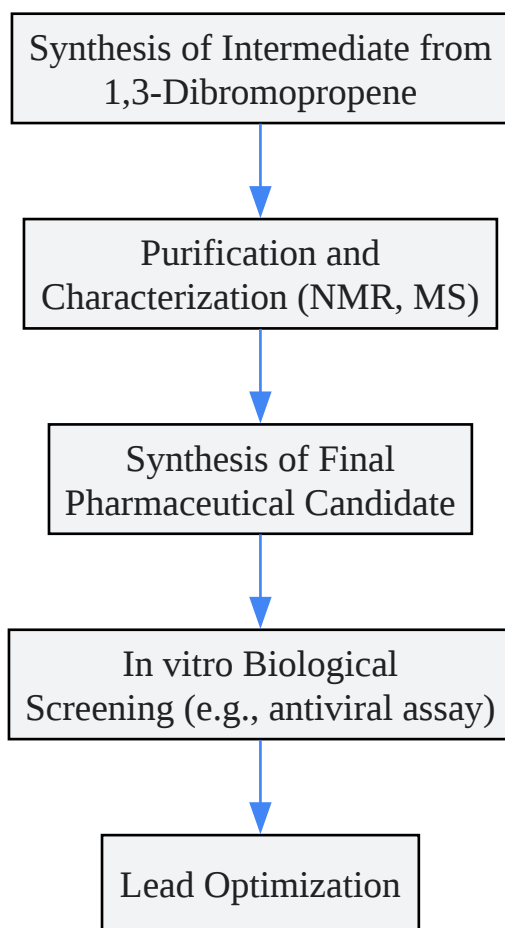 Synthesis of Intermediate from
1,3-Dibromopropene
Purification and
Characterization (NMR, MS)
Synthesis of Final
Pharmaceutical Candidate
In vitro Biological
Screening (e.g., antiviral assay)
Lead Optimization